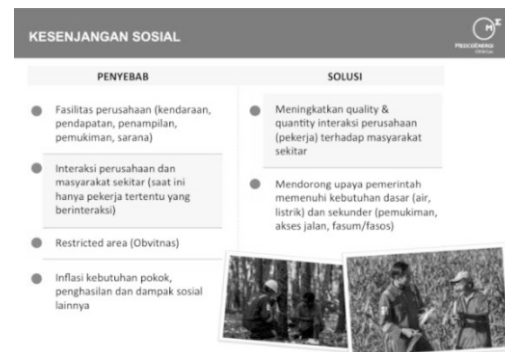 KESENJANGAN SOSIAL
MEDCOENERGI
PENYEBAB
Fasilitas perusahaan (kendaraan,
pendapatan, penampilan,
pemukiman, sarana)
Interaksi perusahaan dan
masyarakat sekitar (saat ini
hanya pekerja tertentu yang
berinteraksi)
Restricted area (Obvitnas)
Inflasi kebutuhan pokok,
penghasilan dan dampak sosial
lainnya
SOLUSI
Meningkatkan quality &
quantity interaksi perusahaan
(pekerja) terhadap masyarakat
sekitar
Mendorong upaya pemerintah
memenuhi kebutuhan dasar (air,
listrik) dan sekunder (pemukiman,
akses jalan, fasum/fasos)